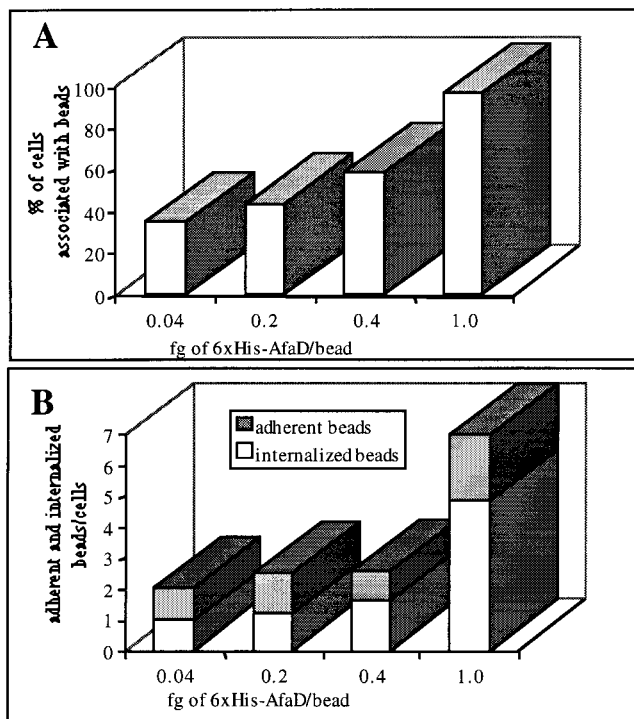 A
% of cells
associated with beads
100
80
60
40
20
0
0.04 0.2 0.4 1.0
fg of 6xHis-AfaD/bead
B
adherent and internalized
beads/cells
7
6
5
4
3
2
1
0
adherent beads
internalized beads
0.04 0.2 0.4 1.0
fg of 6xHis-AfaD/bead